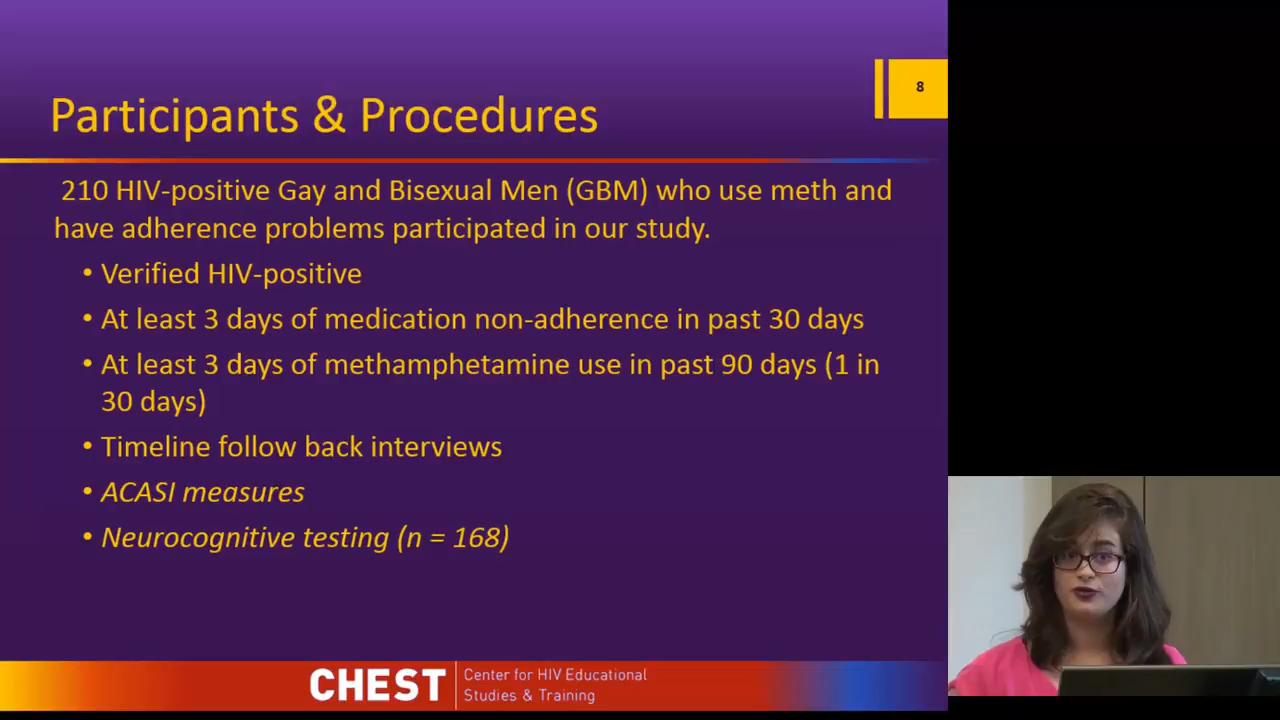 8
Participants & Procedures
210 HIV-positive Gay and Bisexual Men (GBM) who use meth and
have adherence problems participated in our study.
• Verified HIV-positive
• At least 3 days of medication non-adherence in past 30 days
• At least 3 days of methamphetamine use in past 90 days (1 in
30 days)
• Timeline follow back interviews
• ACASI measures
• Neurocognitive testing (n = 168)
CHEST
Center for HIV Educational
Studies & Training